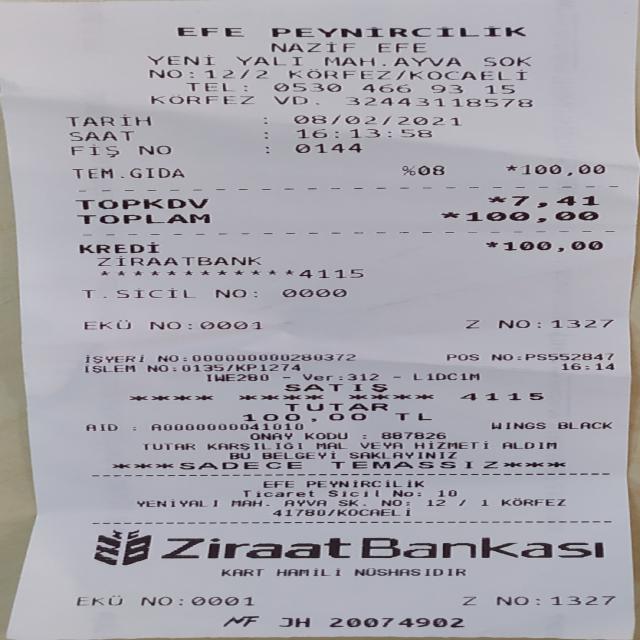 EFE PEYNİRCİLİK
NAZİF EFE
YENİ YALI MAH.AYVA SOK
NO:12/2 KÖRFEZ/KOCAELİ
TEL: 0530 466 93 15
KÖRFEZ VD. 32443118578
TARİH : 08/02/2021
SAAT : 16:13:58
FİŞ NO : 0144
TEM.GIDA %08 *100,00
TOPKDV *7,41
TOPLAM *100,00
KREDİ *100,00
ZİRAATBANK
************4115
T.SİCİL NO: 0000
EKÜ NO:0001 Z NO:1327
İŞYERİ NO:000000000280372 POS NO:PS552847
İŞLEM NO:0135/KP1274 16:14
IWE280 - Ver:312 - L1DC1M
SATIŞ
**** **** **** 4115
TUTAR
100,00 TL
AID : A0000000041010 WINGS BLACK
ONAY KODU : 887826
TUTAR KARŞILIĞI MAL VEYA HİZMETİ ALDIM
BU BELGEYİ SAKLAYINIZ
***SADECE TEMASSIZ***
EFE PEYNİRCİLİK
Ticaret Sicil No: 10
YENİYALI MAH. AYVA SK. NO: 12 / 1 KÖRFEZ
41780/KOCAELİ
Ziraat Bankası
KART HAMİLİ NÜSHASIDIR
EKÜ NO:0001 Z NO:1327
MF JH 20074902